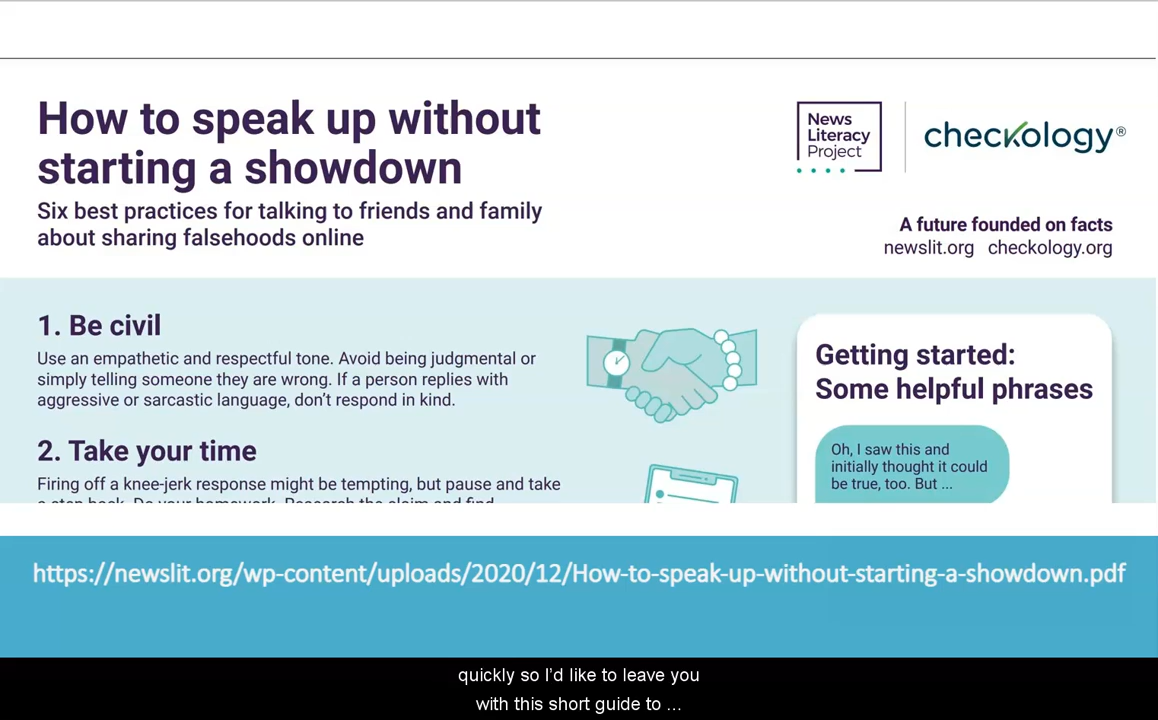 How to speak up without
starting a showdown
Six best practices for talking to friends and family
about sharing falsehoods online
News
Literacy
Project
checkology®
A future founded on facts
newslit.org checkology.org
1. Be civil
Use an empathetic and respectful tone. Avoid being judgmental or
simply telling someone they are wrong. If a person replies with
aggressive or sarcastic language, don’t respond in kind.
2. Take your time
Firing off a knee-jerk response might be tempting, but pause and take
a step back. Do your homework. Research the claim and find
Getting started:
Some helpful phrases
Oh, I saw this and
initially thought it could
be true, too. But ...
https://newslit.org/wp-content/uploads/2020/12/How-to-speak-up-without-starting-a-showdown.pdf
quickly so I’d like to leave you
with this short guide to ...